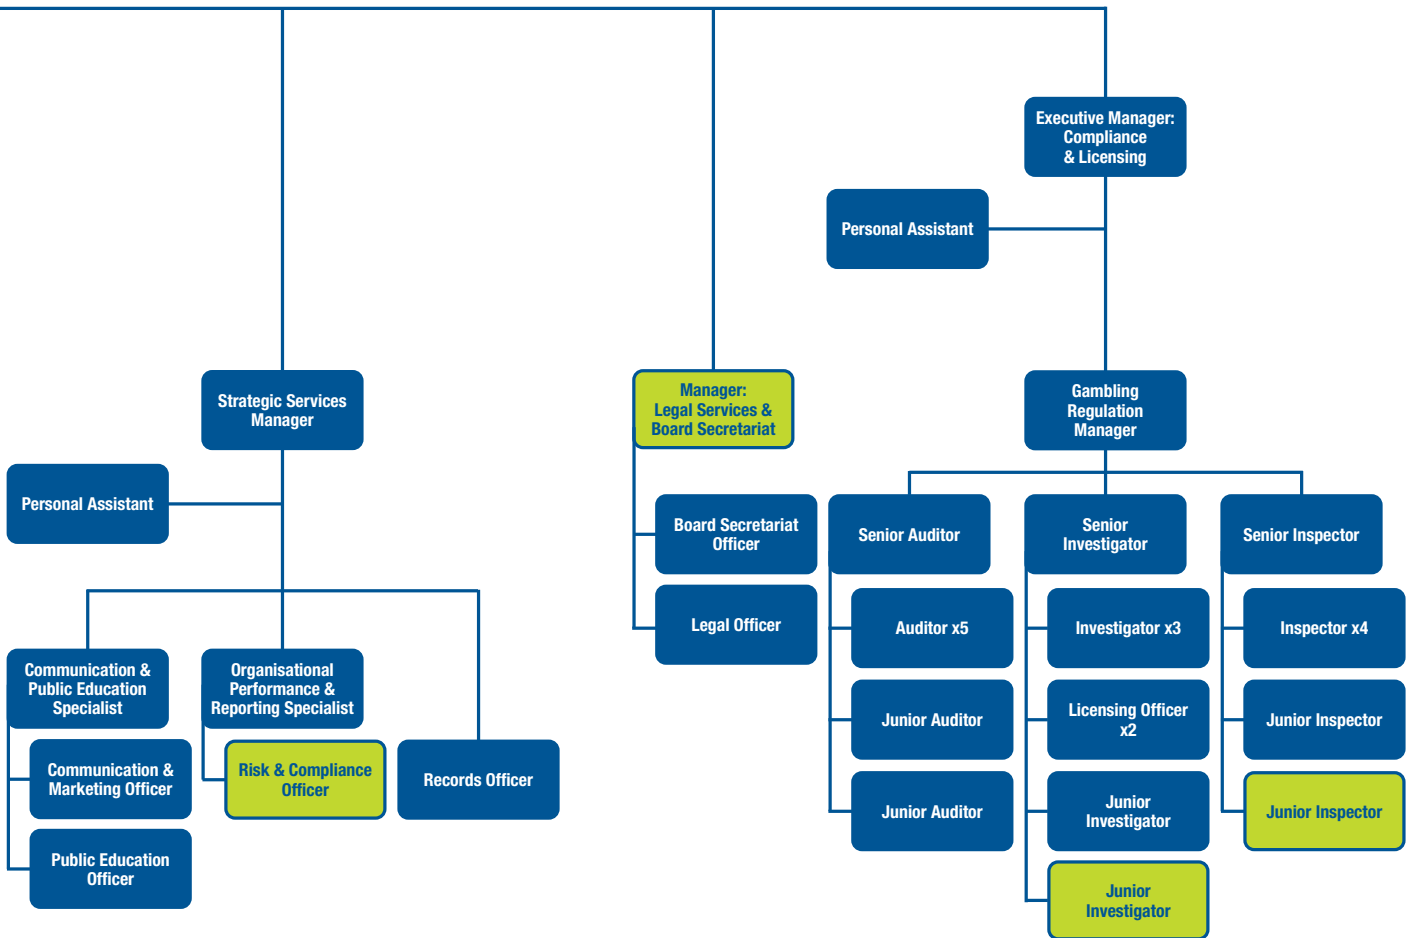 Executive Manager:
Compliance
& Licensing
Personal Assistant
Strategic Services
Manager
Manager:
Legal Services &
Board Secretariat
Gambling
Regulation
Manager
Personal Assistant
Board Secretariat
Officer
Senior Auditor
Senior
Investigator
Senior Inspector
Legal Officer
Auditor x5
Investigator x3
Inspector x4
Communication &
Public Education
Specialist
Organisational
Performance &
Reporting Specialist
Junior Auditor
Licensing Officer
x2
Junior Inspector
Communication &
Marketing Officer
Risk & Compliance
Officer
Records Officer
Junior Auditor
Junior
Investigator
Junior Inspector
Public Education
Officer
Junior
Investigator